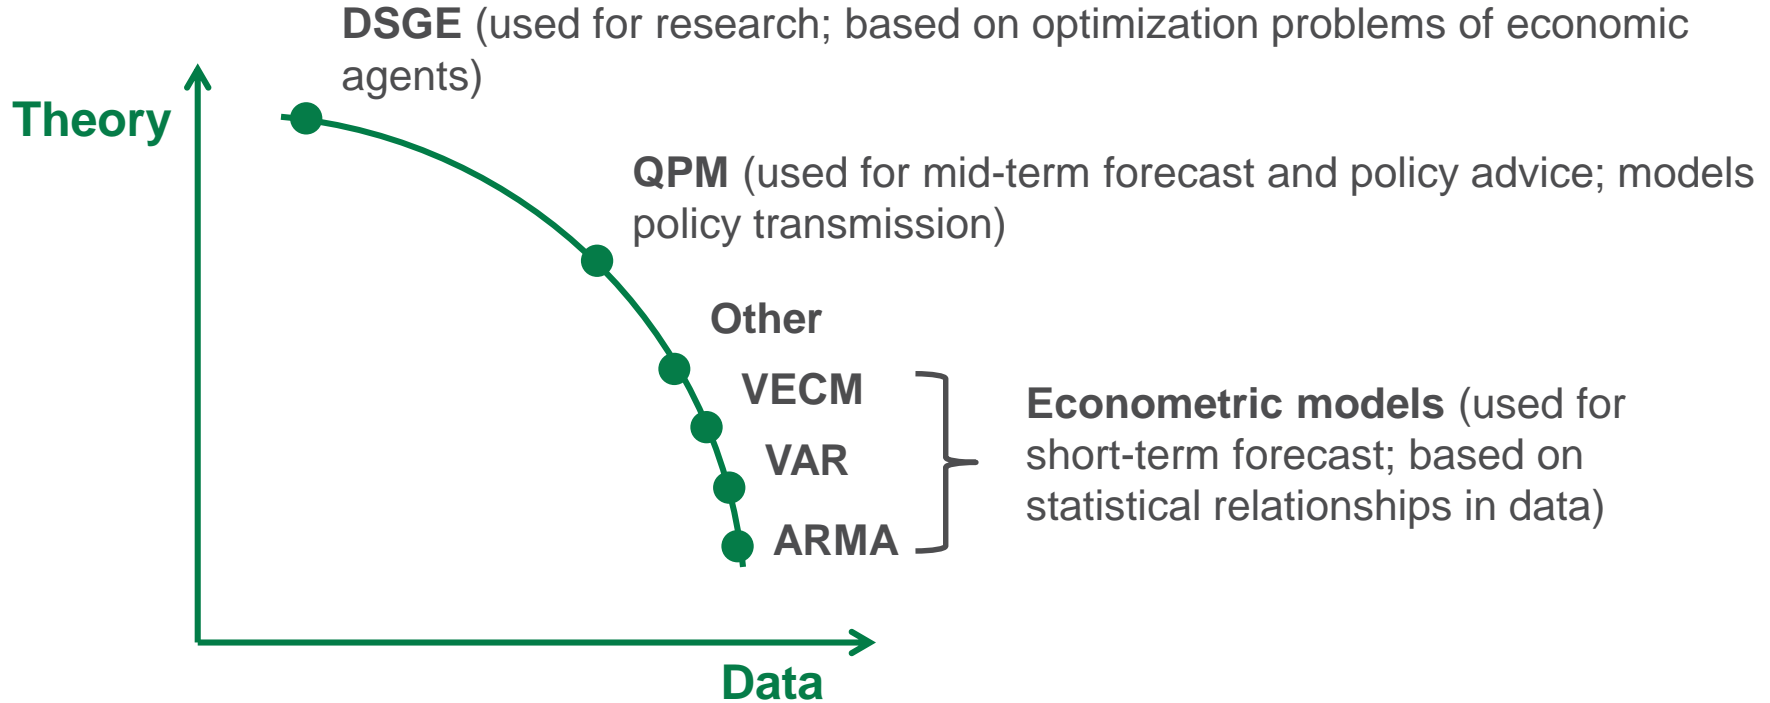 DSGE (used for research; based on optimization problems of economic
agents)
Theory
QPM (used for mid-term forecast and policy advice; models
policy transmission)
Other
VECM
VAR
ARMA
Econometric models (used for
short-term forecast; based on
statistical relationships in data)
Data